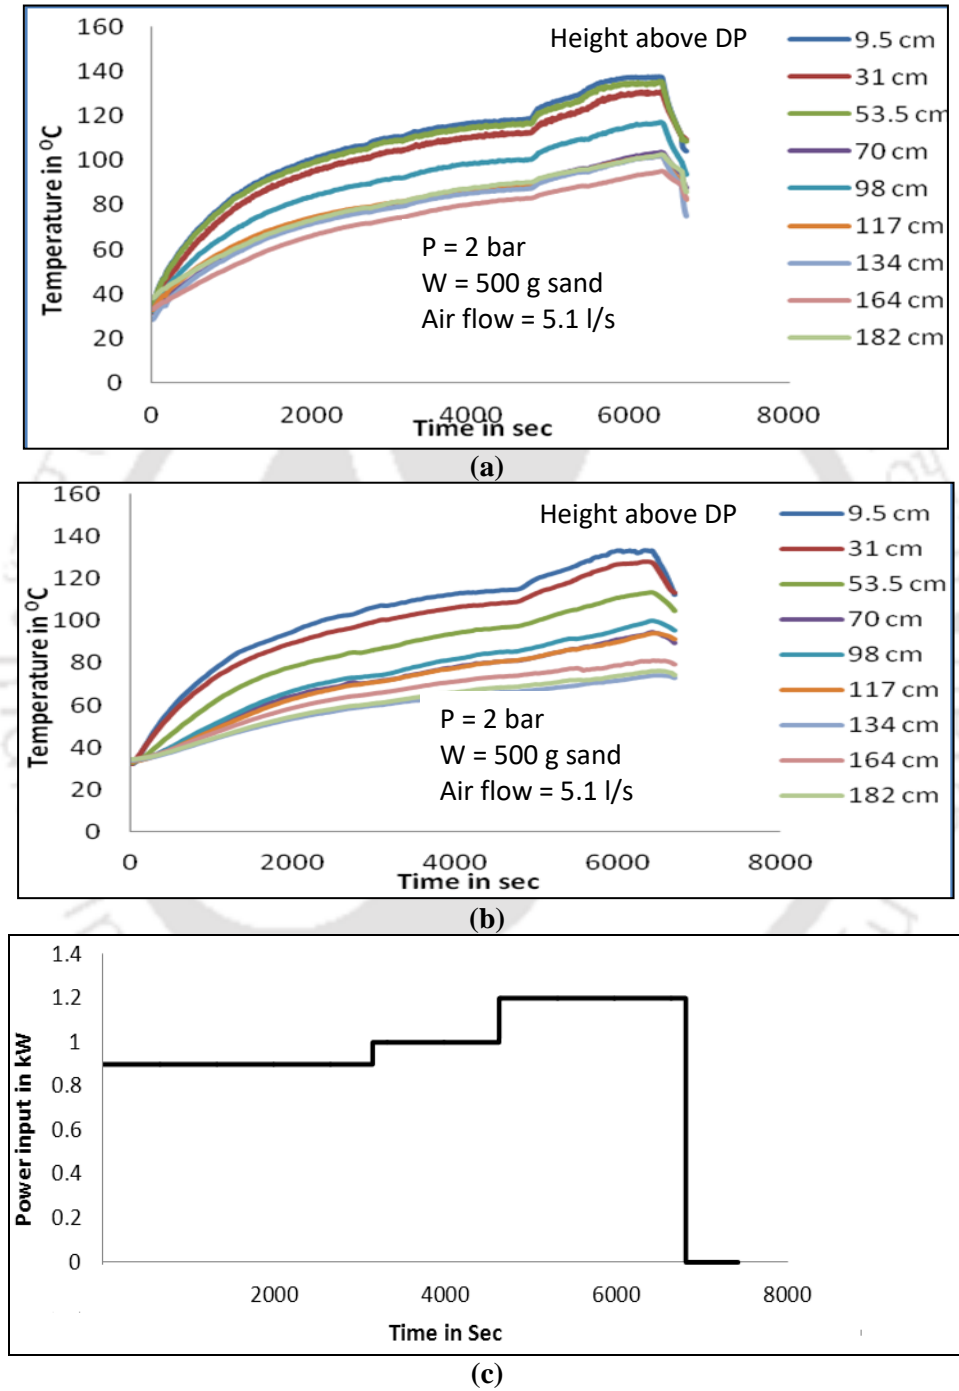 160
140
120
100
80
60
40
20
0
Temperature in ⁰C
Height above DP
9.5 cm
31 cm
53.5 cm
70 cm
98 cm
117 cm
134 cm
164 cm
182 cm
P = 2 bar
W = 500 g sand
Air flow = 5.1 l/s
0 2000 4000 6000 8000
Time in sec
(a)
160
140
120
100
80
60
40
20
0
Temperature in ⁰C
Height above DP
9.5 cm
31 cm
53.5 cm
70 cm
98 cm
117 cm
134 cm
164 cm
182 cm
P = 2 bar
W = 500 g sand
Air flow = 5.1 l/s
0 2000 4000 6000 8000
Time in sec
(b)
1.4
1.2
1
0.8
0.6
0.4
0.2
0
Power input in kW
2000 4000 6000 8000
Time in Sec
(c)